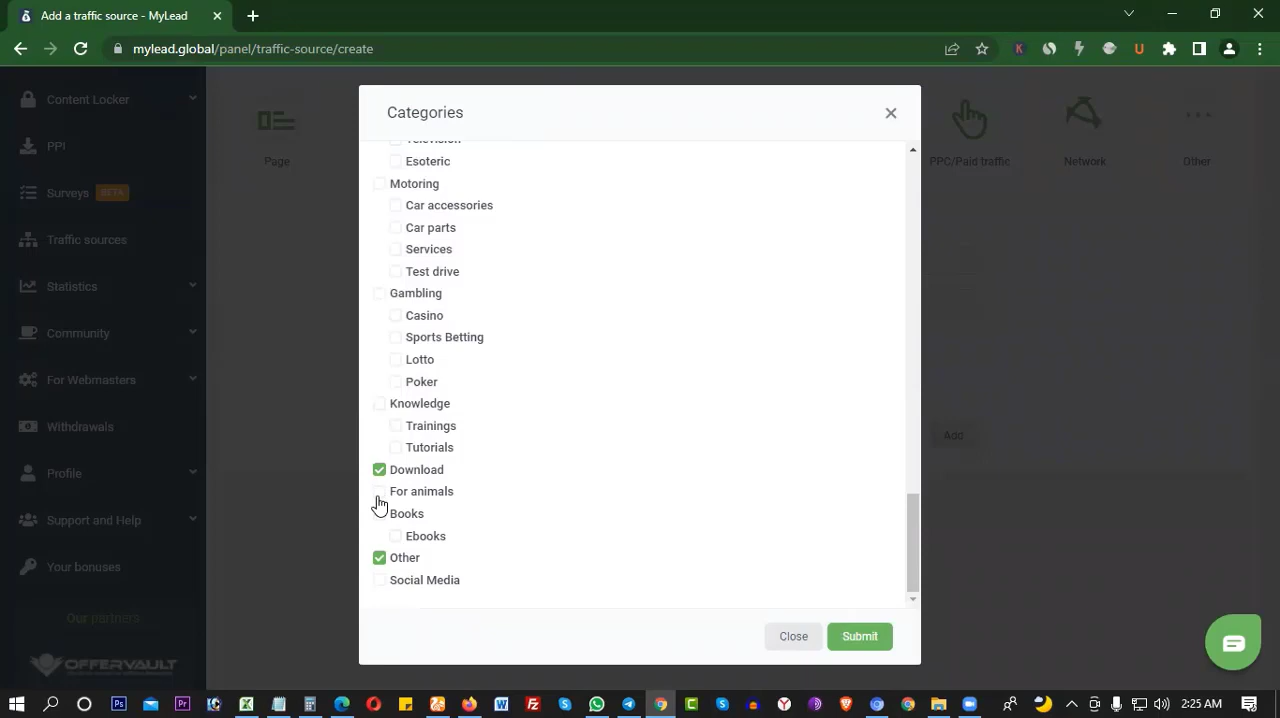 Add a traffic source - MyLead
mylead.global/panel/traffic-source/create
Content Locker
PPI
Surveys BETA
Traffic sources
Statistics
Community
For Webmasters
Withdrawals
Profile
Support and Help
Your bonuses
Our partners
OFFERVAULT
Page
PPC/Paid traffic
Network
Other
Add
Categories
Television
Esoteric
Motoring
Car accessories
Car parts
Services
Test drive
Gambling
Casino
Sports Betting
Lotto
Poker
Knowledge
Trainings
Tutorials
Download
For animals
Books
Ebooks
Other
Social Media
Close
Submit
2:25 AM